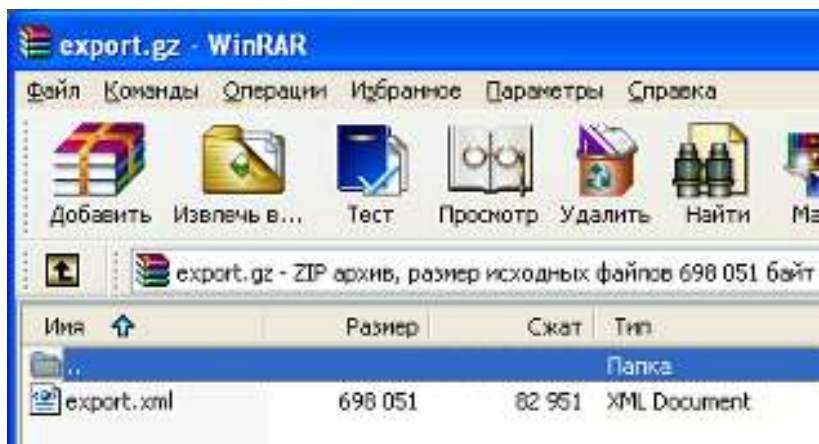 export.gz - WinRAR
Файл Команды Операции Избранное Параметры Справка
Добавить Извлечь в... Тест Просмотр Удалить Найти Ма
export.gz - ZIP архив, размер исходных файлов 698 051 байт
Имя Размер Сжат Тип
.. Папка
export.xml 698 051 82 951 XML Document